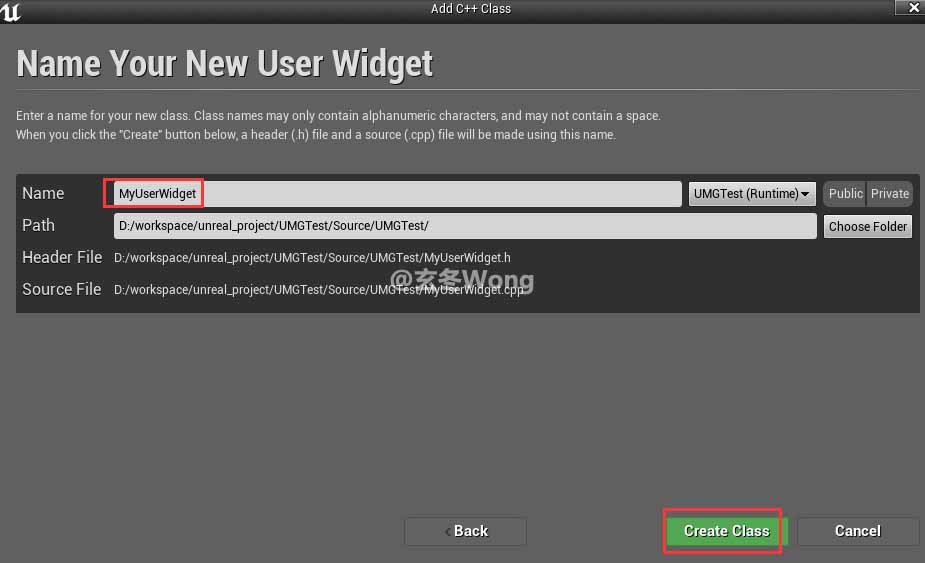 Add C++ Class
Name Your New User Widget
Enter a name for your new class. Class names may only contain alphanumeric characters, and may not contain a space.
When you click the "Create" button below, a header (.h) file and a source (.cpp) file will be made using this name.
Name MyUserWidget UMGTest (Runtime) Public Private
Path D:/workspace/unreal_project/UMGTest/Source/UMGTest/ Choose Folder
Header File D:/workspace/unreal_project/UMGTest/Source/UMGTest/MyUserWidget.h
@玄冬Wong
Source File D:/workspace/unreal_project/UMGTest/Source/UMGTest/MyUserWidget.cpp
Back Create Class Cancel